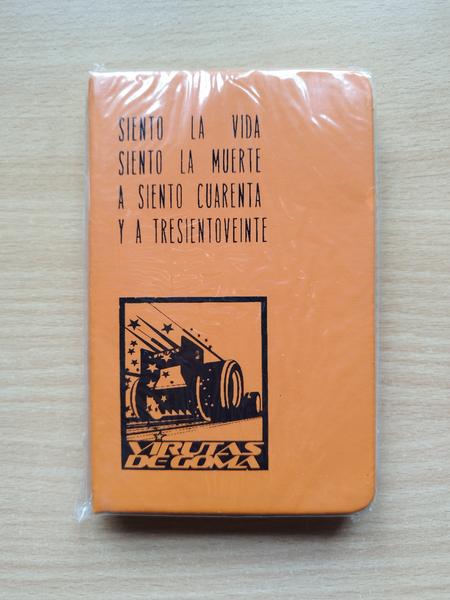 SIENTO LA VIDA
SIENTO LA MUERTE
A SIENTO CUARENTA
Y A TRESIENTOVEINTE
VIRUTAS
DE GOMA